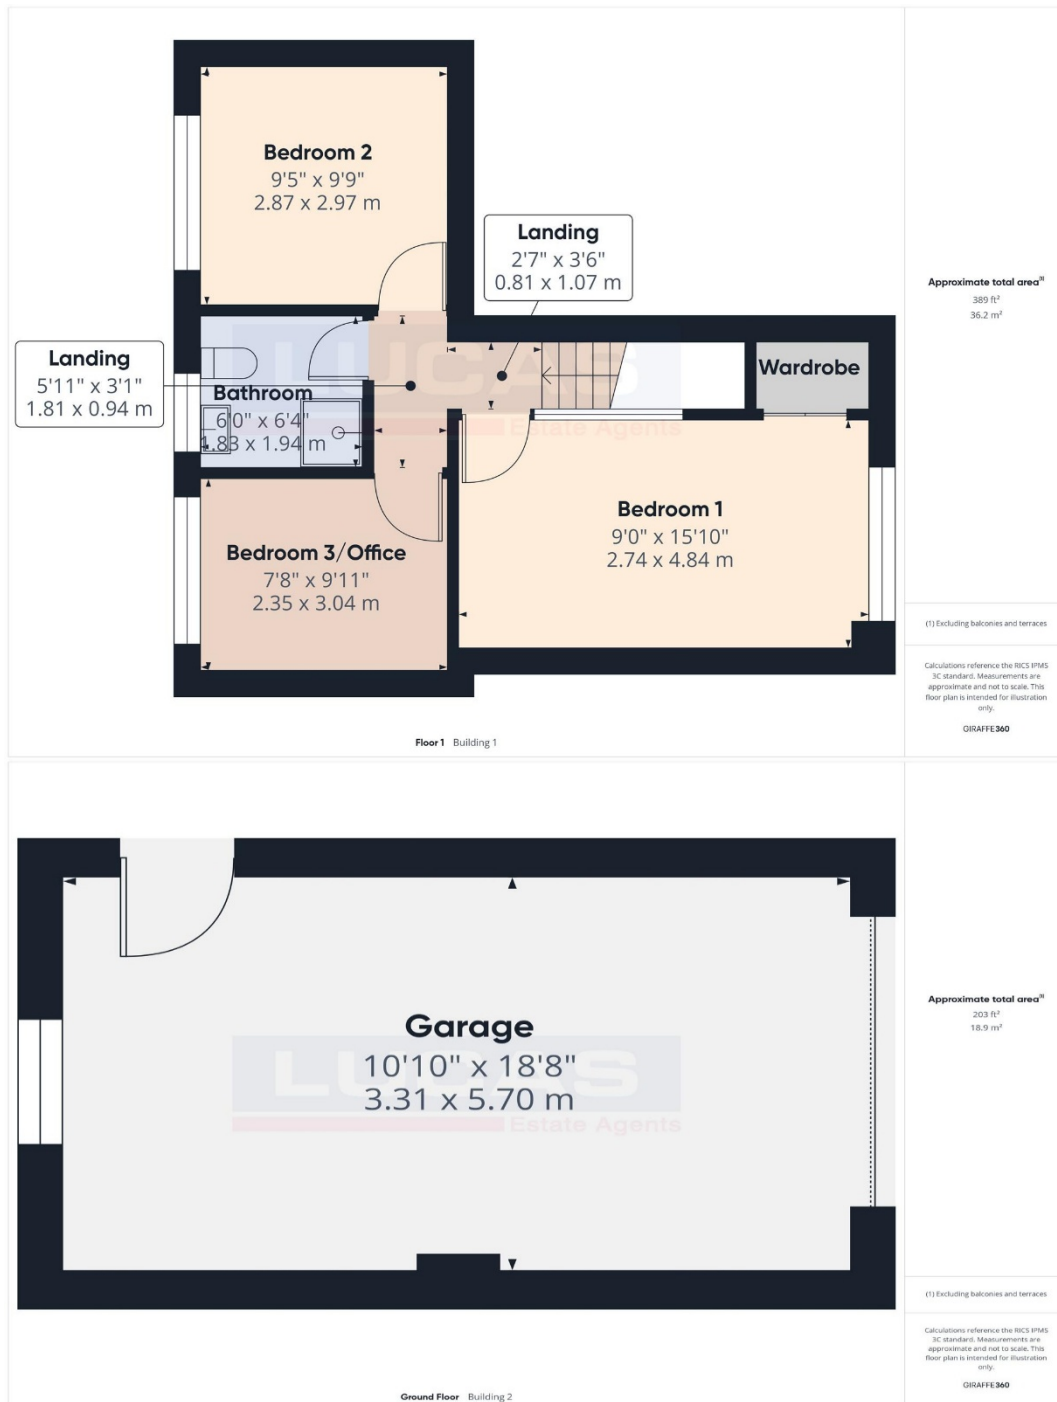 Bedroom 2
9'5" x 9'9"
2.87 x 2.97 m
Landing
2'7" x 3'6"
0.81 x 1.07 m
Landing
5'11" x 3'1"
1.81 x 0.94 m
Bathroom
6'0" x 6'4"
1.83 x 1.94 m
Wardrobe
LUCAS
Estate Agents
Bedroom 1
9'0" x 15'10"
2.74 x 4.84 m
Bedroom 3/Office
7'8" x 9'11"
2.35 x 3.04 m
Floor 1 Building 1
Approximate total area(1)
389 ft²
36.2 m²
(1) Excluding balconies and terraces
Calculations reference the RICS IPMS
3C standard. Measurements are
approximate and not to scale. This
floor plan is intended for illustration
only.
GIRAFFE360
Garage
10'10" x 18'8"
3.31 x 5.70 m
LUCAS
Estate Agents
Ground Floor Building 2
Approximate total area(1)
203 ft²
18.9 m²
(1) Excluding balconies and terraces
Calculations reference the RICS IPMS
3C standard. Measurements are
approximate and not to scale. This
floor plan is intended for illustration
only.
GIRAFFE360